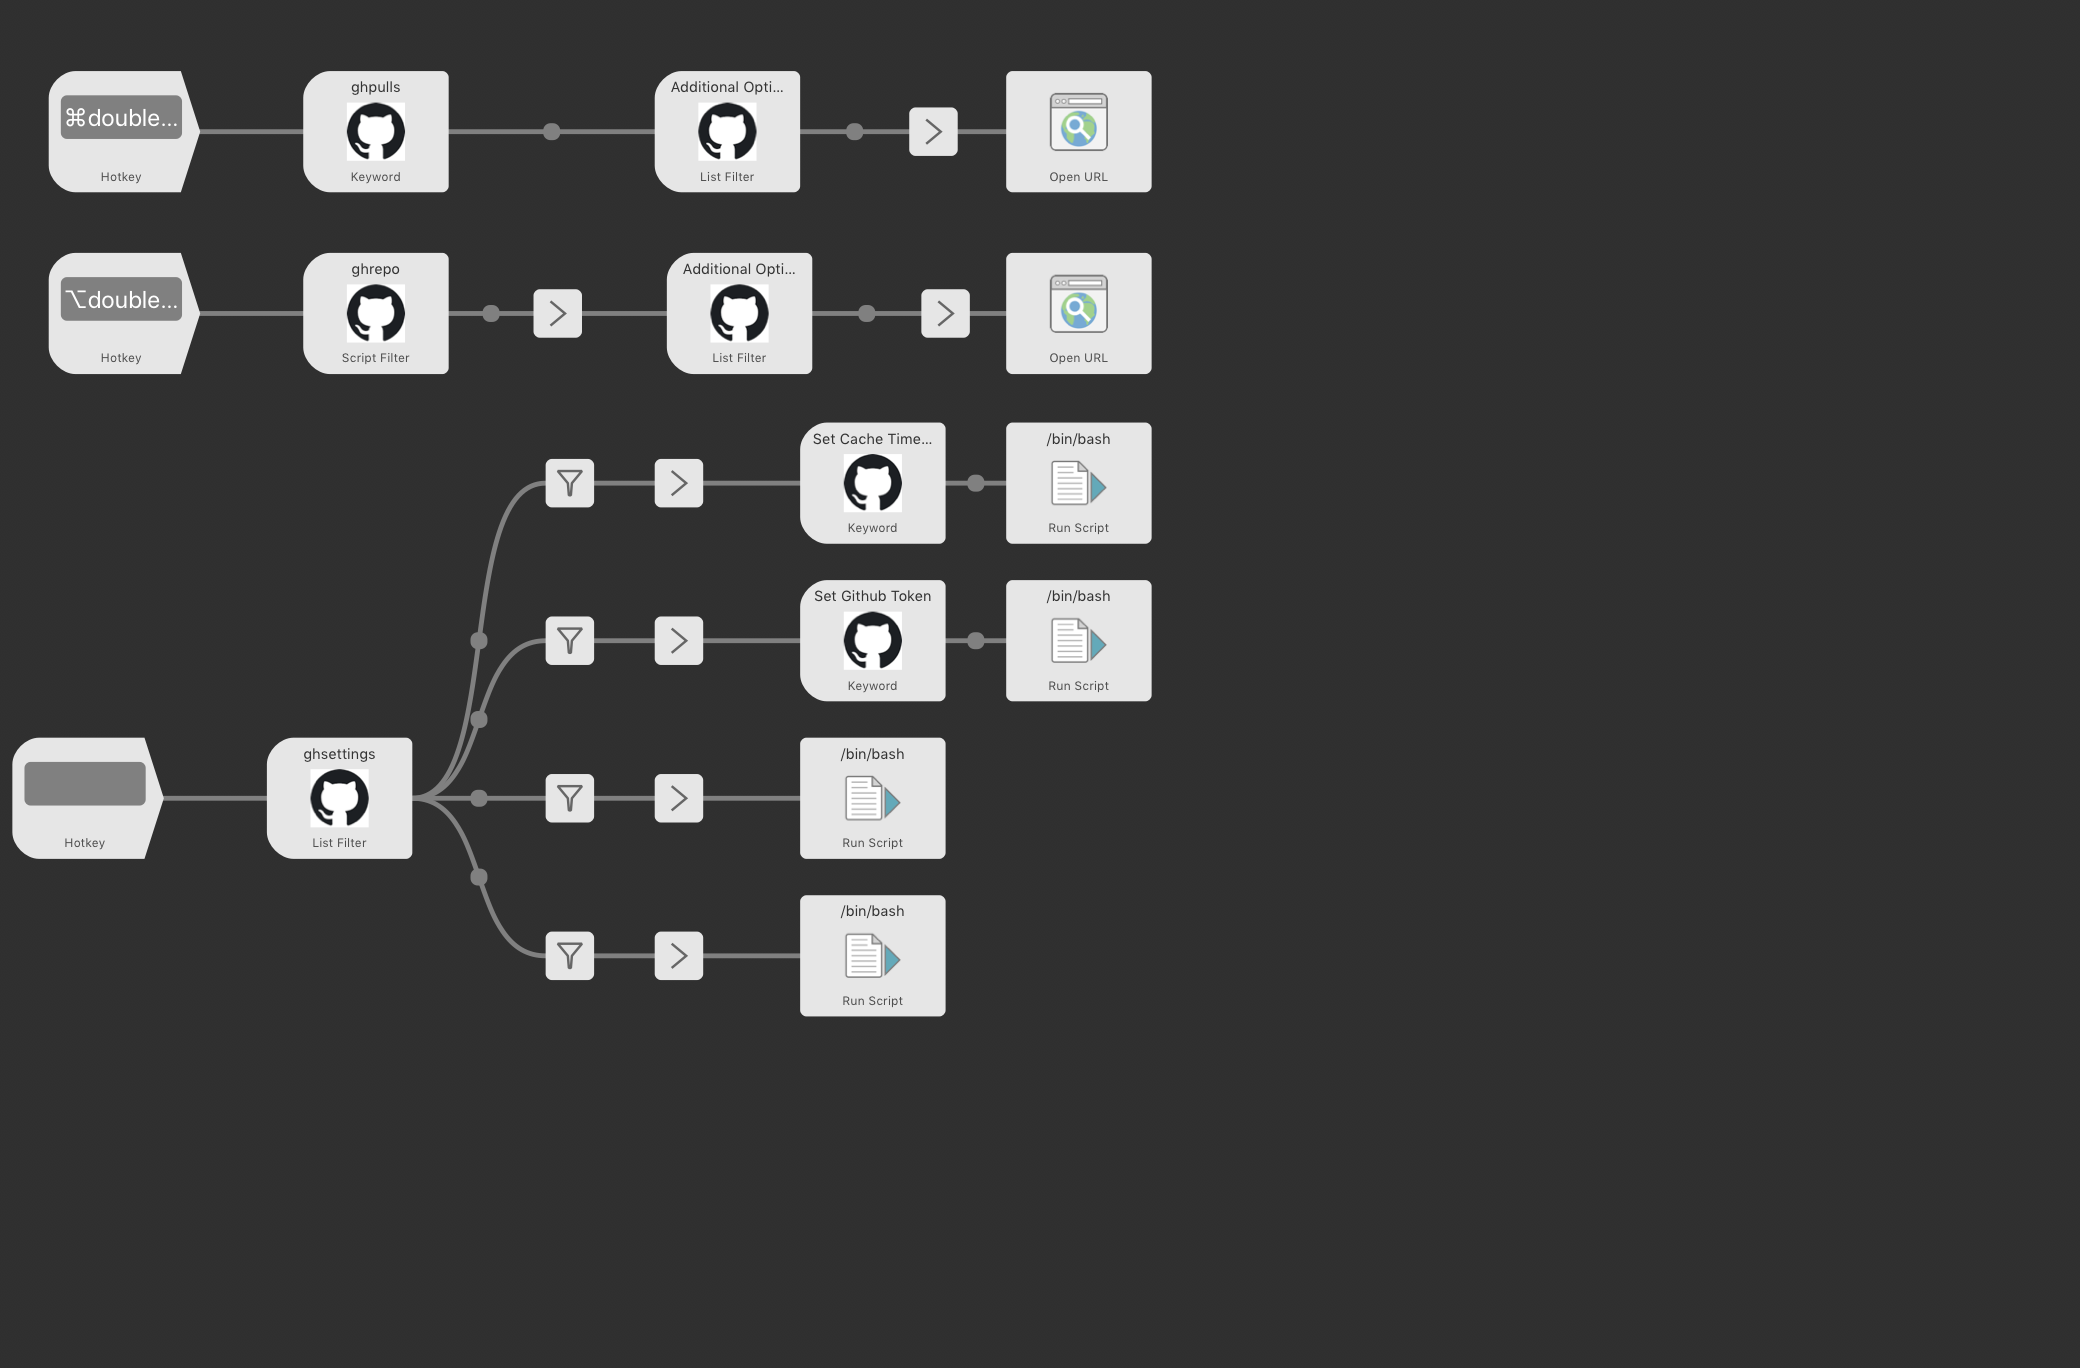 ⌘double...
Hotkey
ghpulls
Keyword
Additional Opti...
List Filter
Open URL
⌥double...
Hotkey
ghrepo
Script Filter
Additional Opti...
List Filter
Open URL
Set Cache Time...
Keyword
/bin/bash
Run Script
Set Github Token
Keyword
/bin/bash
Run Script
Hotkey
ghsettings
List Filter
/bin/bash
Run Script
/bin/bash
Run Script